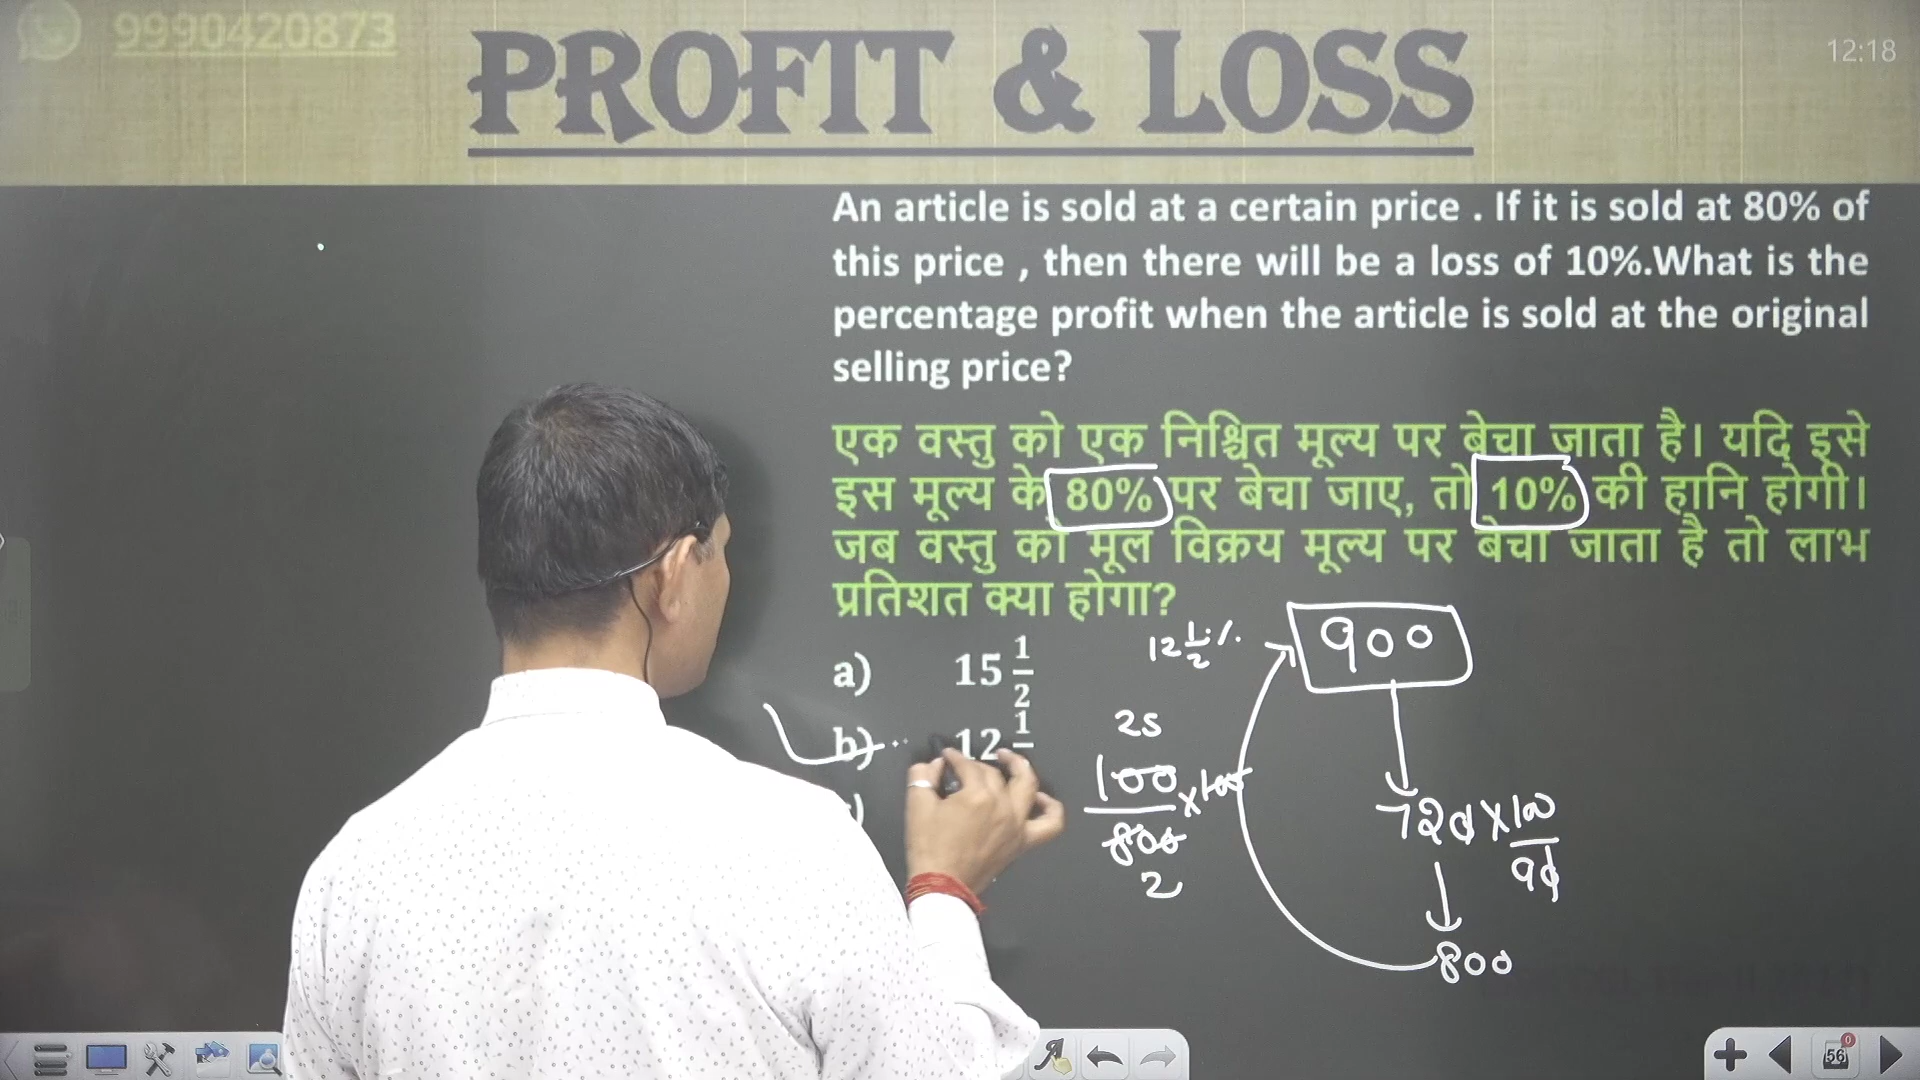 9990420873
PROFIT & LOSS
12:18
An article is sold at a certain price . If it is sold at 80% of
this price , then there will be a loss of 10%.What is the
percentage profit when the article is sold at the original
selling price?
एक वस्तु को एक निश्चित मूल्य पर बेचा जाता है। यदि इसे
इस मूल्य के 80% पर बेचा जाए, तो 10% की हानि होगी।
जब वस्तु को मूल विक्रय मूल्य पर बेचा जाता है तो लाभ
प्रतिशत क्या होगा?
a) 15 1/2
b) 12 1
12 1/2 %
900
25
100/800 x 100
2
720 x 100/90
800
56